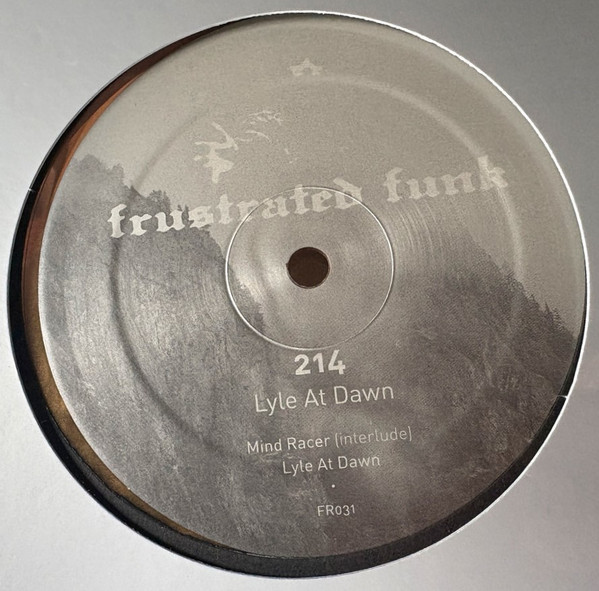 frustrated funk
214
Lyle At Dawn
Mind Racer (interlude)
Lyle At Dawn
FR031